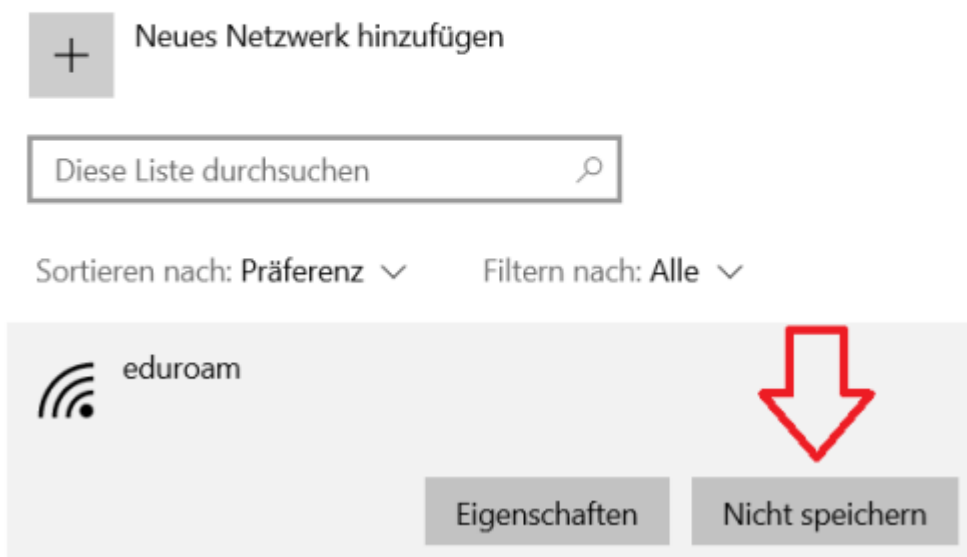 Neues Netzwerk hinzufügen
Diese Liste durchsuchen
Sortieren nach: Präferenz Filtern nach: Alle
eduroam
Eigenschaften Nicht speichern